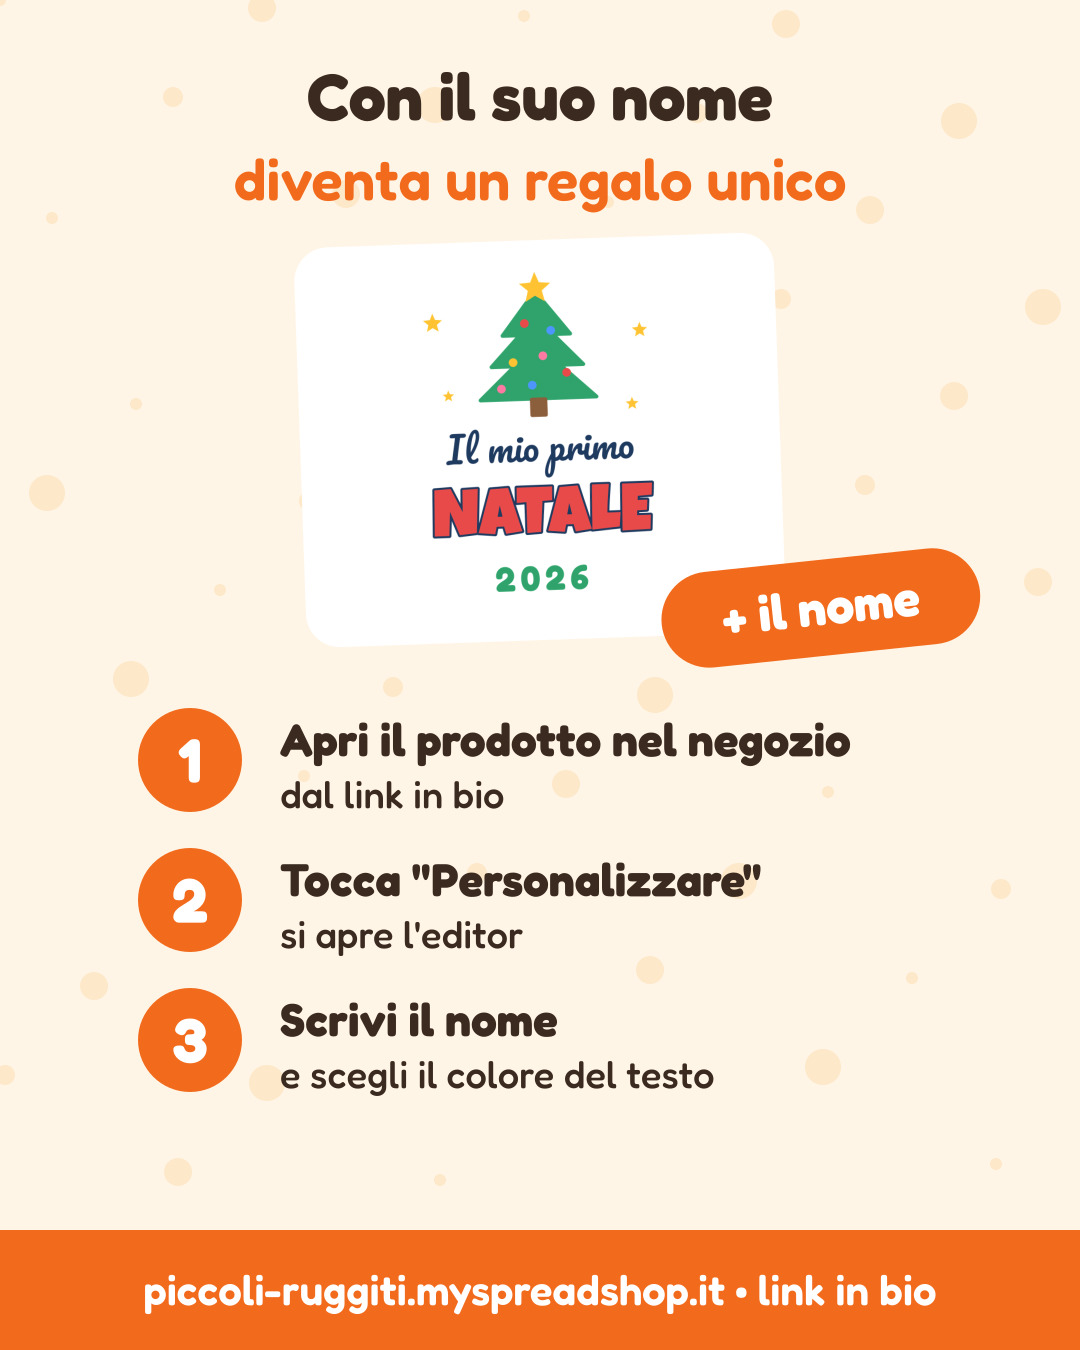 Con il suo nome
diventa un regalo unico
Il mio primo
NATALE
2026
+ il nome
1
Apri il prodotto nel negozio
dal link in bio
2
Tocca "Personalizzare"
si apre l'editor
3
Scrivi il nome
e scegli il colore del testo
piccoli-ruggiti.myspreadshop.it • link in bio